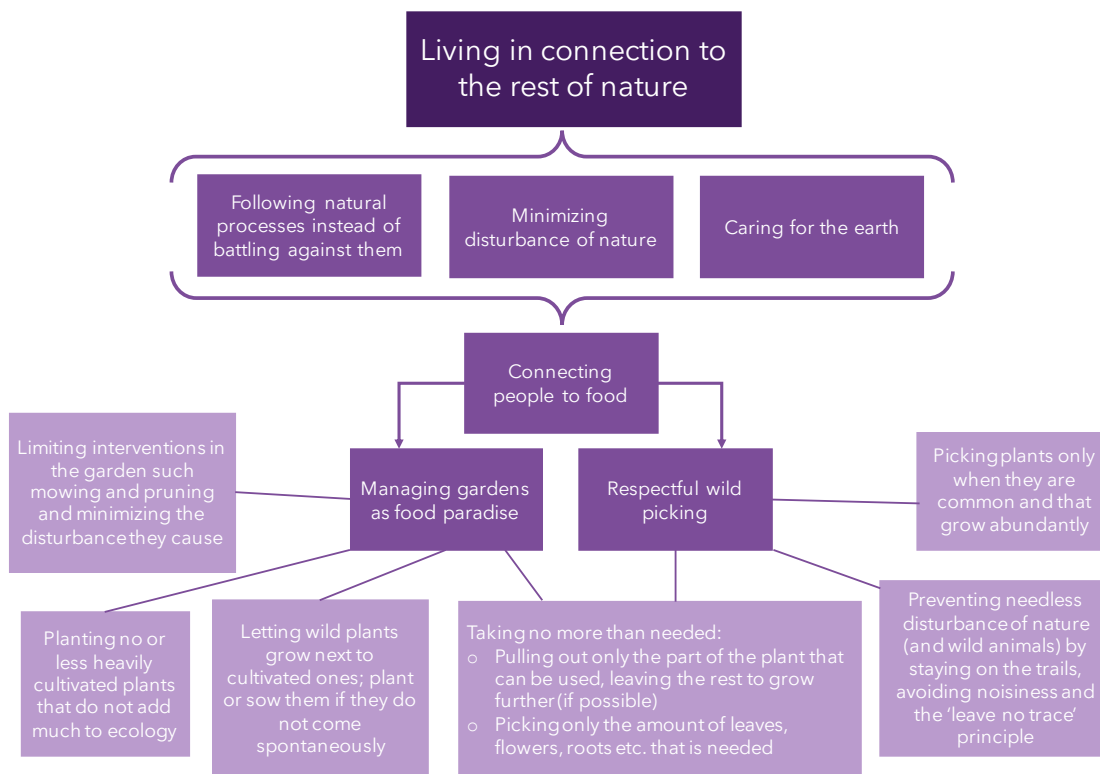 Living in connection to
the rest of nature
Following natural
processes instead of
battling against them
Minimizing
disturbance of nature
Caring for the earth
Connecting
people to food
Limiting interventions in
the garden such
mowing and pruning
and minimizing the
disturbance they cause
Managing gardens
as food paradise
Respectful wild
picking
Picking plants only
when they are
common and that
grow abundantly
Planting no or
less heavily
cultivated plants
that do not add
much to ecology
Letting wild plants
grow next to
cultivated ones; plant
or sow them if they do
not come
spontaneously
Taking no more than needed:
o Pulling out only the part of the plant that
can be used, leaving the rest to grow
further (if possible)
o Picking only the amount of leaves,
flowers, roots etc. that is needed
Preventing needless
disturbance of nature
(and wild animals) by
staying on the trails,
avoiding noisiness and
the ‘leave no trace’
principle